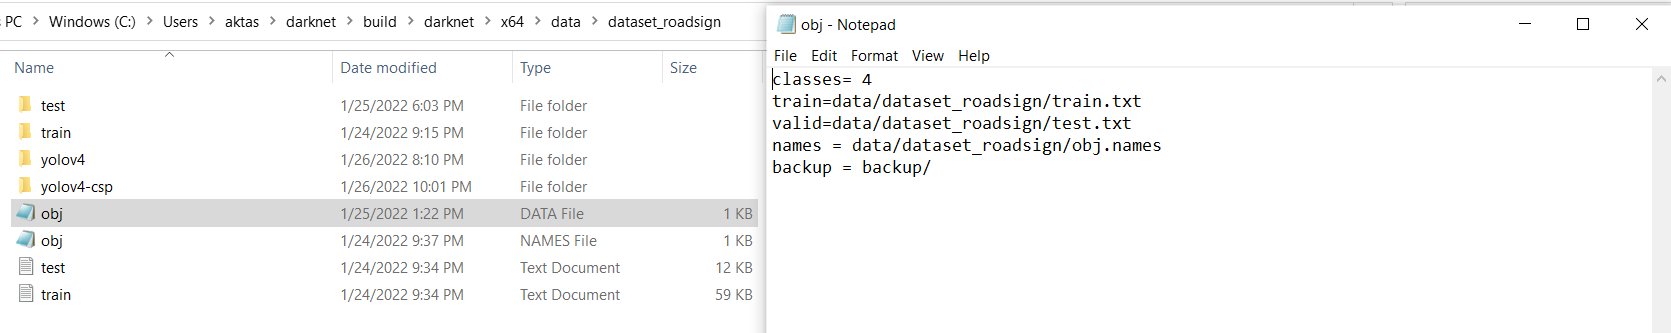 PC > Windows (C:) > Users > aktas > darknet > build > darknet > x64 > data > dataset_roadsign
Name Date modified Type Size
test 1/25/2022 6:03 PM File folder
train 1/24/2022 9:15 PM File folder
yolov4 1/26/2022 8:10 PM File folder
yolov4-csp 1/26/2022 10:01 PM File folder
obj 1/25/2022 1:22 PM DATA File 1 KB
obj 1/24/2022 9:37 PM NAMES File 1 KB
test 1/24/2022 9:34 PM Text Document 12 KB
train 1/24/2022 9:34 PM Text Document 59 KB
obj - Notepad
File Edit Format View Help
classes= 4
train=data/dataset_roadsign/train.txt
valid=data/dataset_roadsign/test.txt
names = data/dataset_roadsign/obj.names
backup = backup/